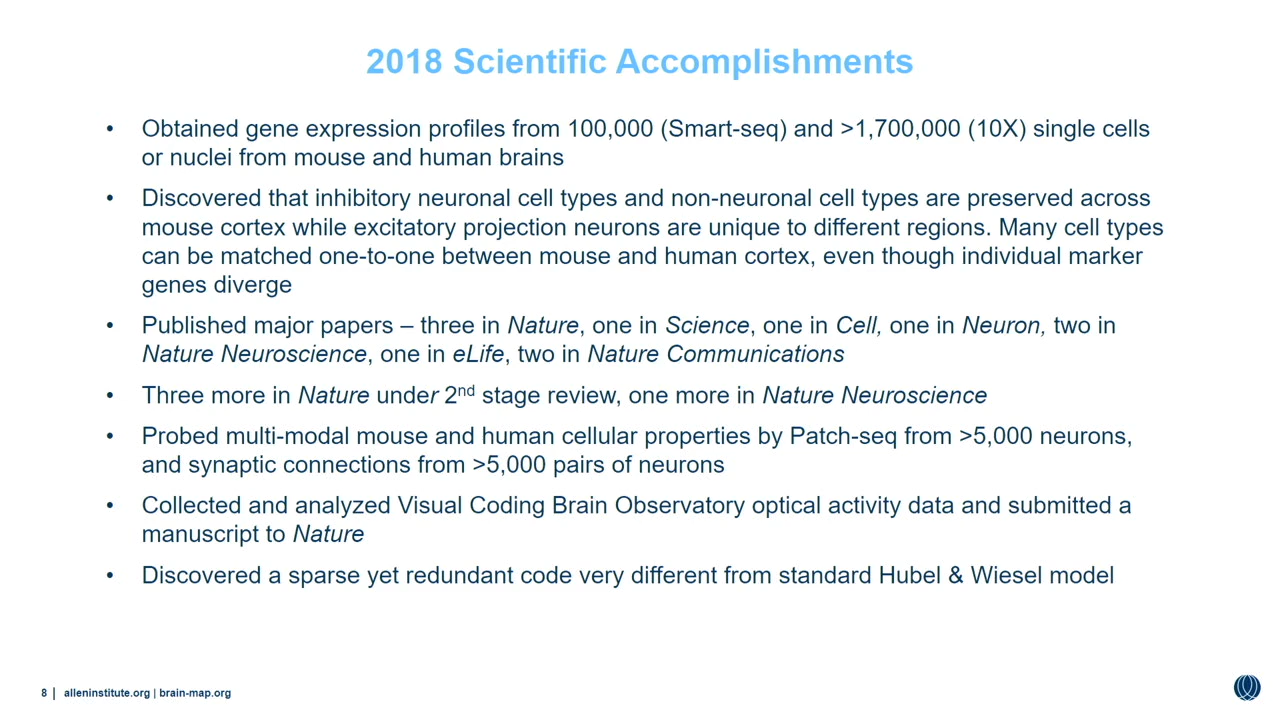 2018 Scientific Accomplishments
• Obtained gene expression profiles from 100,000 (Smart-seq) and >1,700,000 (10X) single cells
or nuclei from mouse and human brains
• Discovered that inhibitory neuronal cell types and non-neuronal cell types are preserved across
mouse cortex while excitatory projection neurons are unique to different regions. Many cell types
can be matched one-to-one between mouse and human cortex, even though individual marker
genes diverge
• Published major papers – three in Nature, one in Science, one in Cell, one in Neuron, two in
Nature Neuroscience, one in eLife, two in Nature Communications
• Three more in Nature under 2nd stage review, one more in Nature Neuroscience
• Probed multi-modal mouse and human cellular properties by Patch-seq from >5,000 neurons,
and synaptic connections from >5,000 pairs of neurons
• Collected and analyzed Visual Coding Brain Observatory optical activity data and submitted a
manuscript to Nature
• Discovered a sparse yet redundant code very different from standard Hubel & Wiesel model
8 | alleninstitute.org | brain-map.org